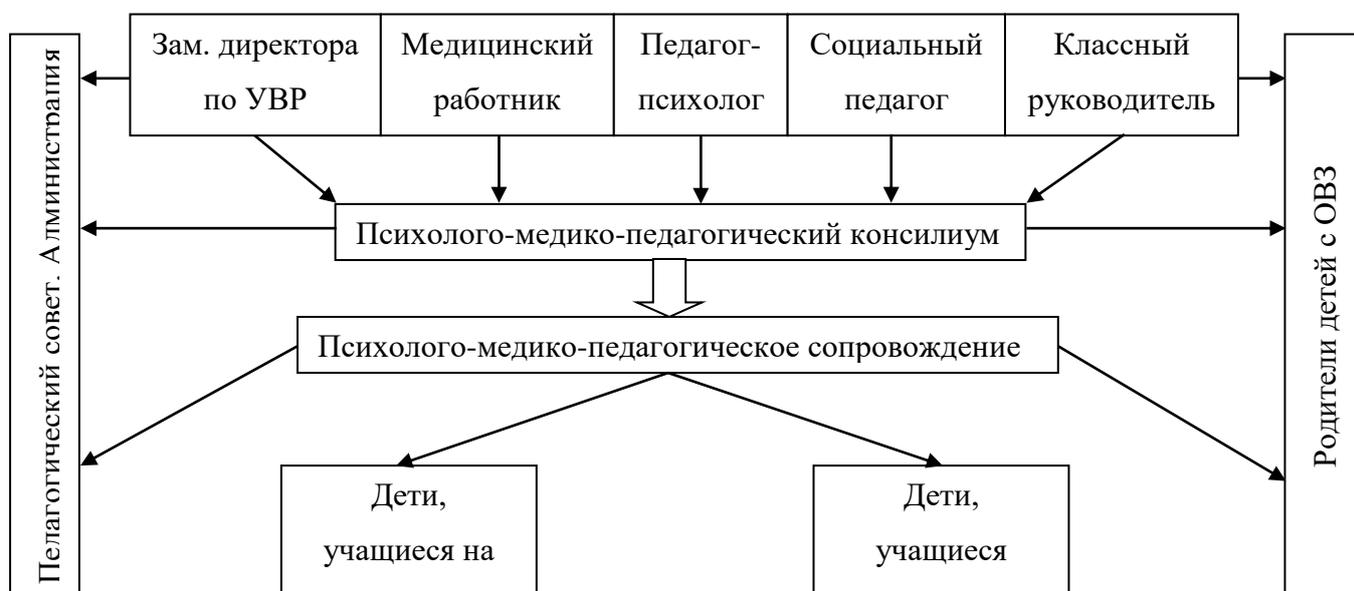 Зам. директора
по УВР
Медицинский
работник
Педагог-
психолог
Социальный
педагог
Классный
руководитель
Педагогический совет. Администрация
Психолого-медико-педагогический консилиум
Родители детей с ОВЗ
Психолого-медико-педагогическое сопровождение
Дети,
учащиеся на
Дети,
учащиеся